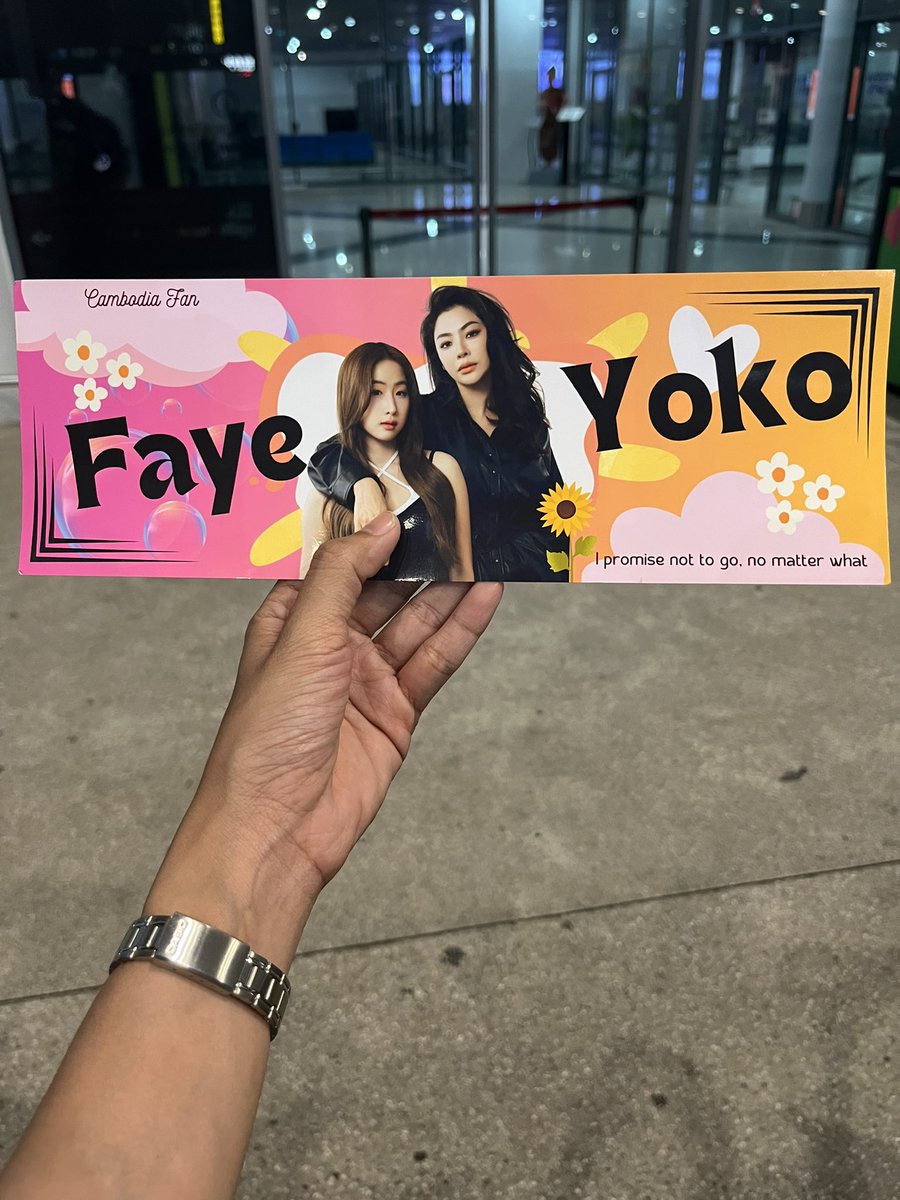 Cambodia Fan
Faye
Yoko
I promise not to go, no matter what